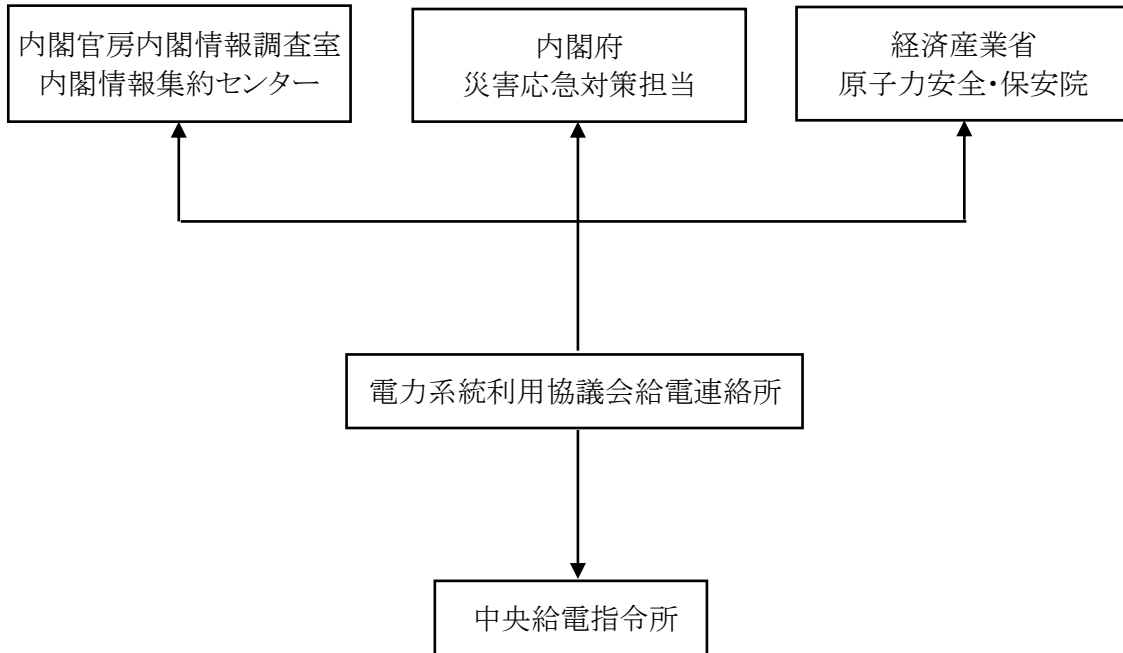 内閣官房内閣情報調査室
内閣情報集約センター
内閣府
災害応急対策担当
経済産業省
原子力安全・保安院
電力系統利用協議会給電連絡所
中央給電指令所